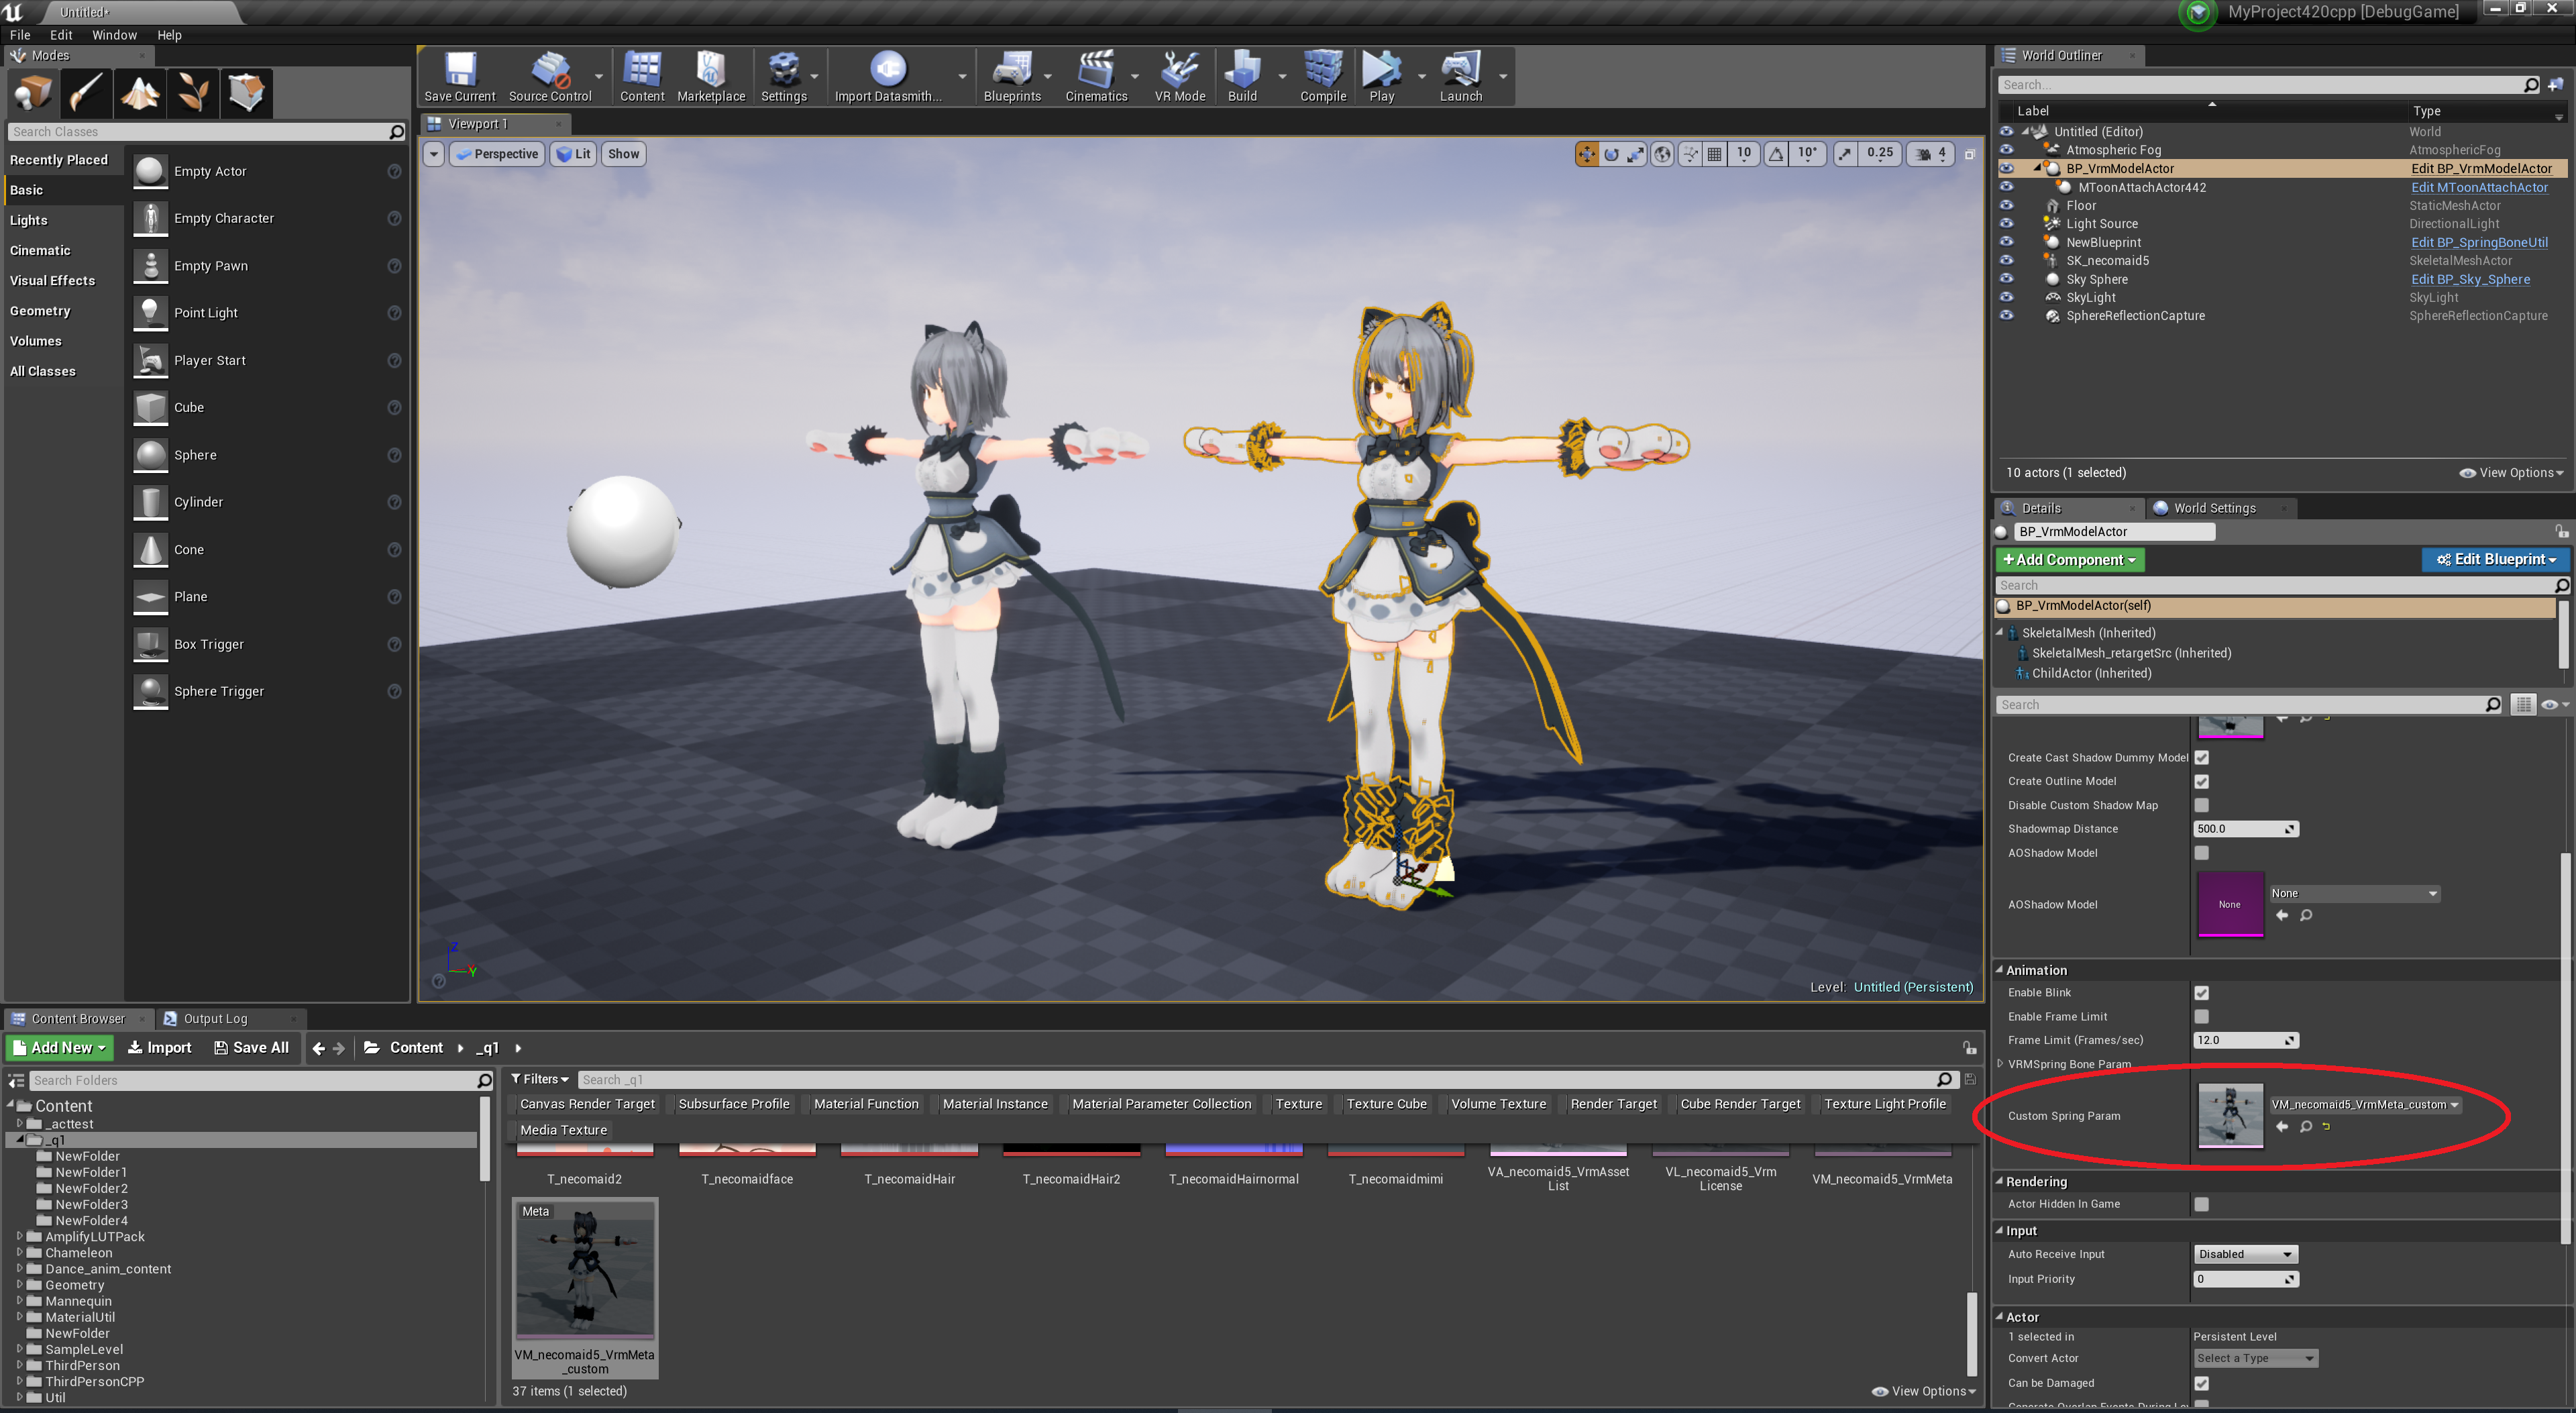 Untitled*
MyProject420cpp [DebugGame]
File Edit Window Help
Modes
Search Classes
Recently Placed
Basic
Lights
Cinematic
Visual Effects
Geometry
Volumes
All Classes
Empty Actor
Empty Character
Empty Pawn
Point Light
Player Start
Cube
Sphere
Cylinder
Cone
Plane
Box Trigger
Sphere Trigger
Save Current
Source Control
Content
Marketplace
Settings
Import Datasmith...
Blueprints
Cinematics
VR Mode
Build
Compile
Play
Launch
Viewport 1
Perspective Lit Show
10 10° 0.25 4
Z
Y
Level: Untitled (Persistent)
World Outliner
Search...
Label Type
Untitled (Editor) World
Atmospheric Fog AtmosphericFog
BP_VrmModelActor Edit BP_VrmModelActor
MToonAttachActor442 Edit MToonAttachActor
Floor StaticMeshActor
Light Source DirectionalLight
NewBlueprint Edit BP_SpringBoneUtil
SK_necomaid5 SkeletalMeshActor
Sky Sphere Edit BP_Sky_Sphere
SkyLight SkyLight
SphereReflectionCapture SphereReflectionCapture
10 actors (1 selected) View Options
Details World Settings
BP_VrmModelActor
+Add Component Edit Blueprint
Search
BP_VrmModelActor(self)
SkeletalMesh (Inherited)
SkeletalMesh_retargetSrc (Inherited)
ChildActor (Inherited)
Search
Create Cast Shadow Dummy Model
Create Outline Model
Disable Custom Shadow Map
Shadowmap Distance 500.0
AOShadow Model
AOShadow Model None None
Animation
Enable Blink
Enable Frame Limit
Frame Limit (Frames/sec) 12.0
VRMSpring Bone Param
Custom Spring Param VM_necomaid5_VrmMeta_custom
Rendering
Actor Hidden In Game
Input
Auto Receive Input Disabled
Input Priority 0
Actor
1 selected in Persistent Level
Convert Actor Select a Type
Can be Damaged
Content Browser Output Log
Add New Import Save All Content _q1
Search Folders
Content
_acttest
_q1
NewFolder
NewFolder1
NewFolder2
NewFolder3
NewFolder4
AmplifyLUTPack
Chameleon
Dance_anim_content
Geometry
Mannequin
MaterialUtil
NewFolder
SampleLevel
ThirdPerson
ThirdPersonCPP
Util
Filters Search _q1
Canvas Render Target Subsurface Profile Material Function Material Instance Material Parameter Collection Texture Texture Cube Volume Texture Render Target Cube Render Target Texture Light Profile
Media Texture
T_necomaid2
T_necomaidface
T_necomaidHair
T_necomaidHair2
T_necomaidHairnormal
T_necomaidmimi
VA_necomaid5_VrmAsset
List
VL_necomaid5_Vrm
License
VM_necomaid5_VrmMeta
Meta
VM_necomaid5_VrmMeta
_custom
37 items (1 selected) View Options